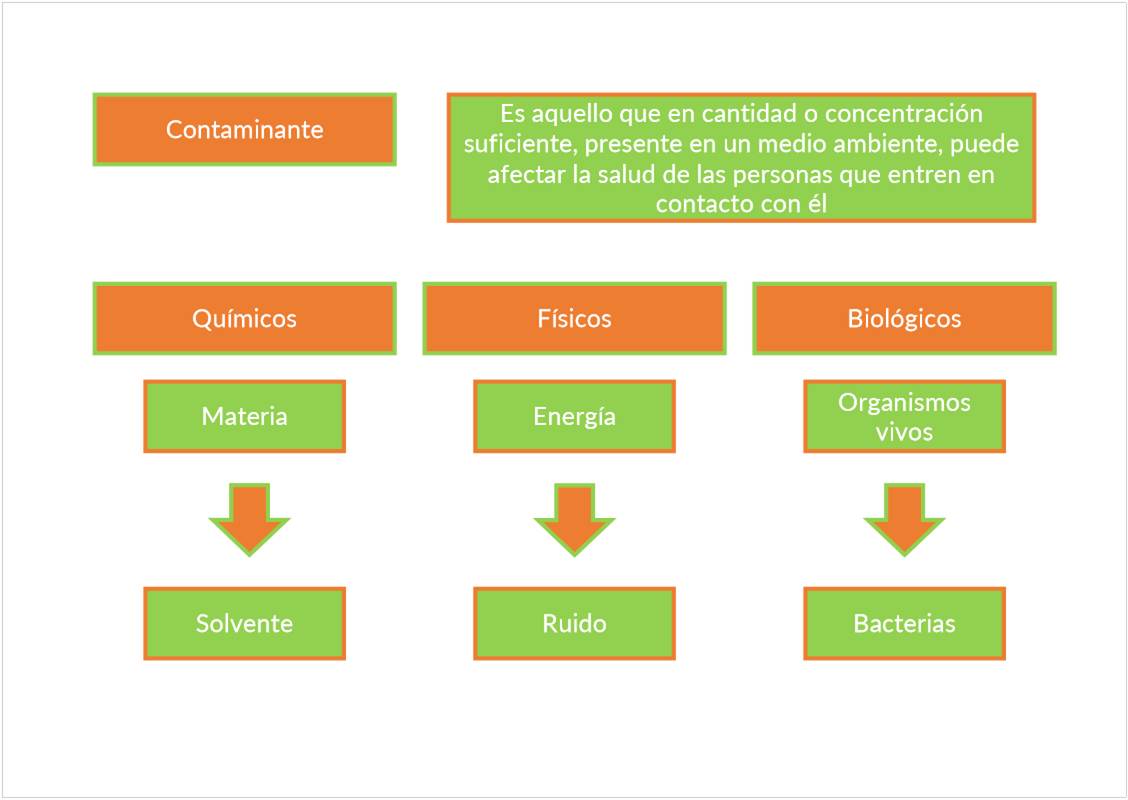 Contaminante
Es aquello que en cantidad o concentración
suficiente, presente en un medio ambiente, puede
afectar la salud de las personas que entren en
contacto con él
Químicos
Físicos
Biológicos
Materia
Energía
Organismos
vivos
Solvente
Ruido
Bacterias